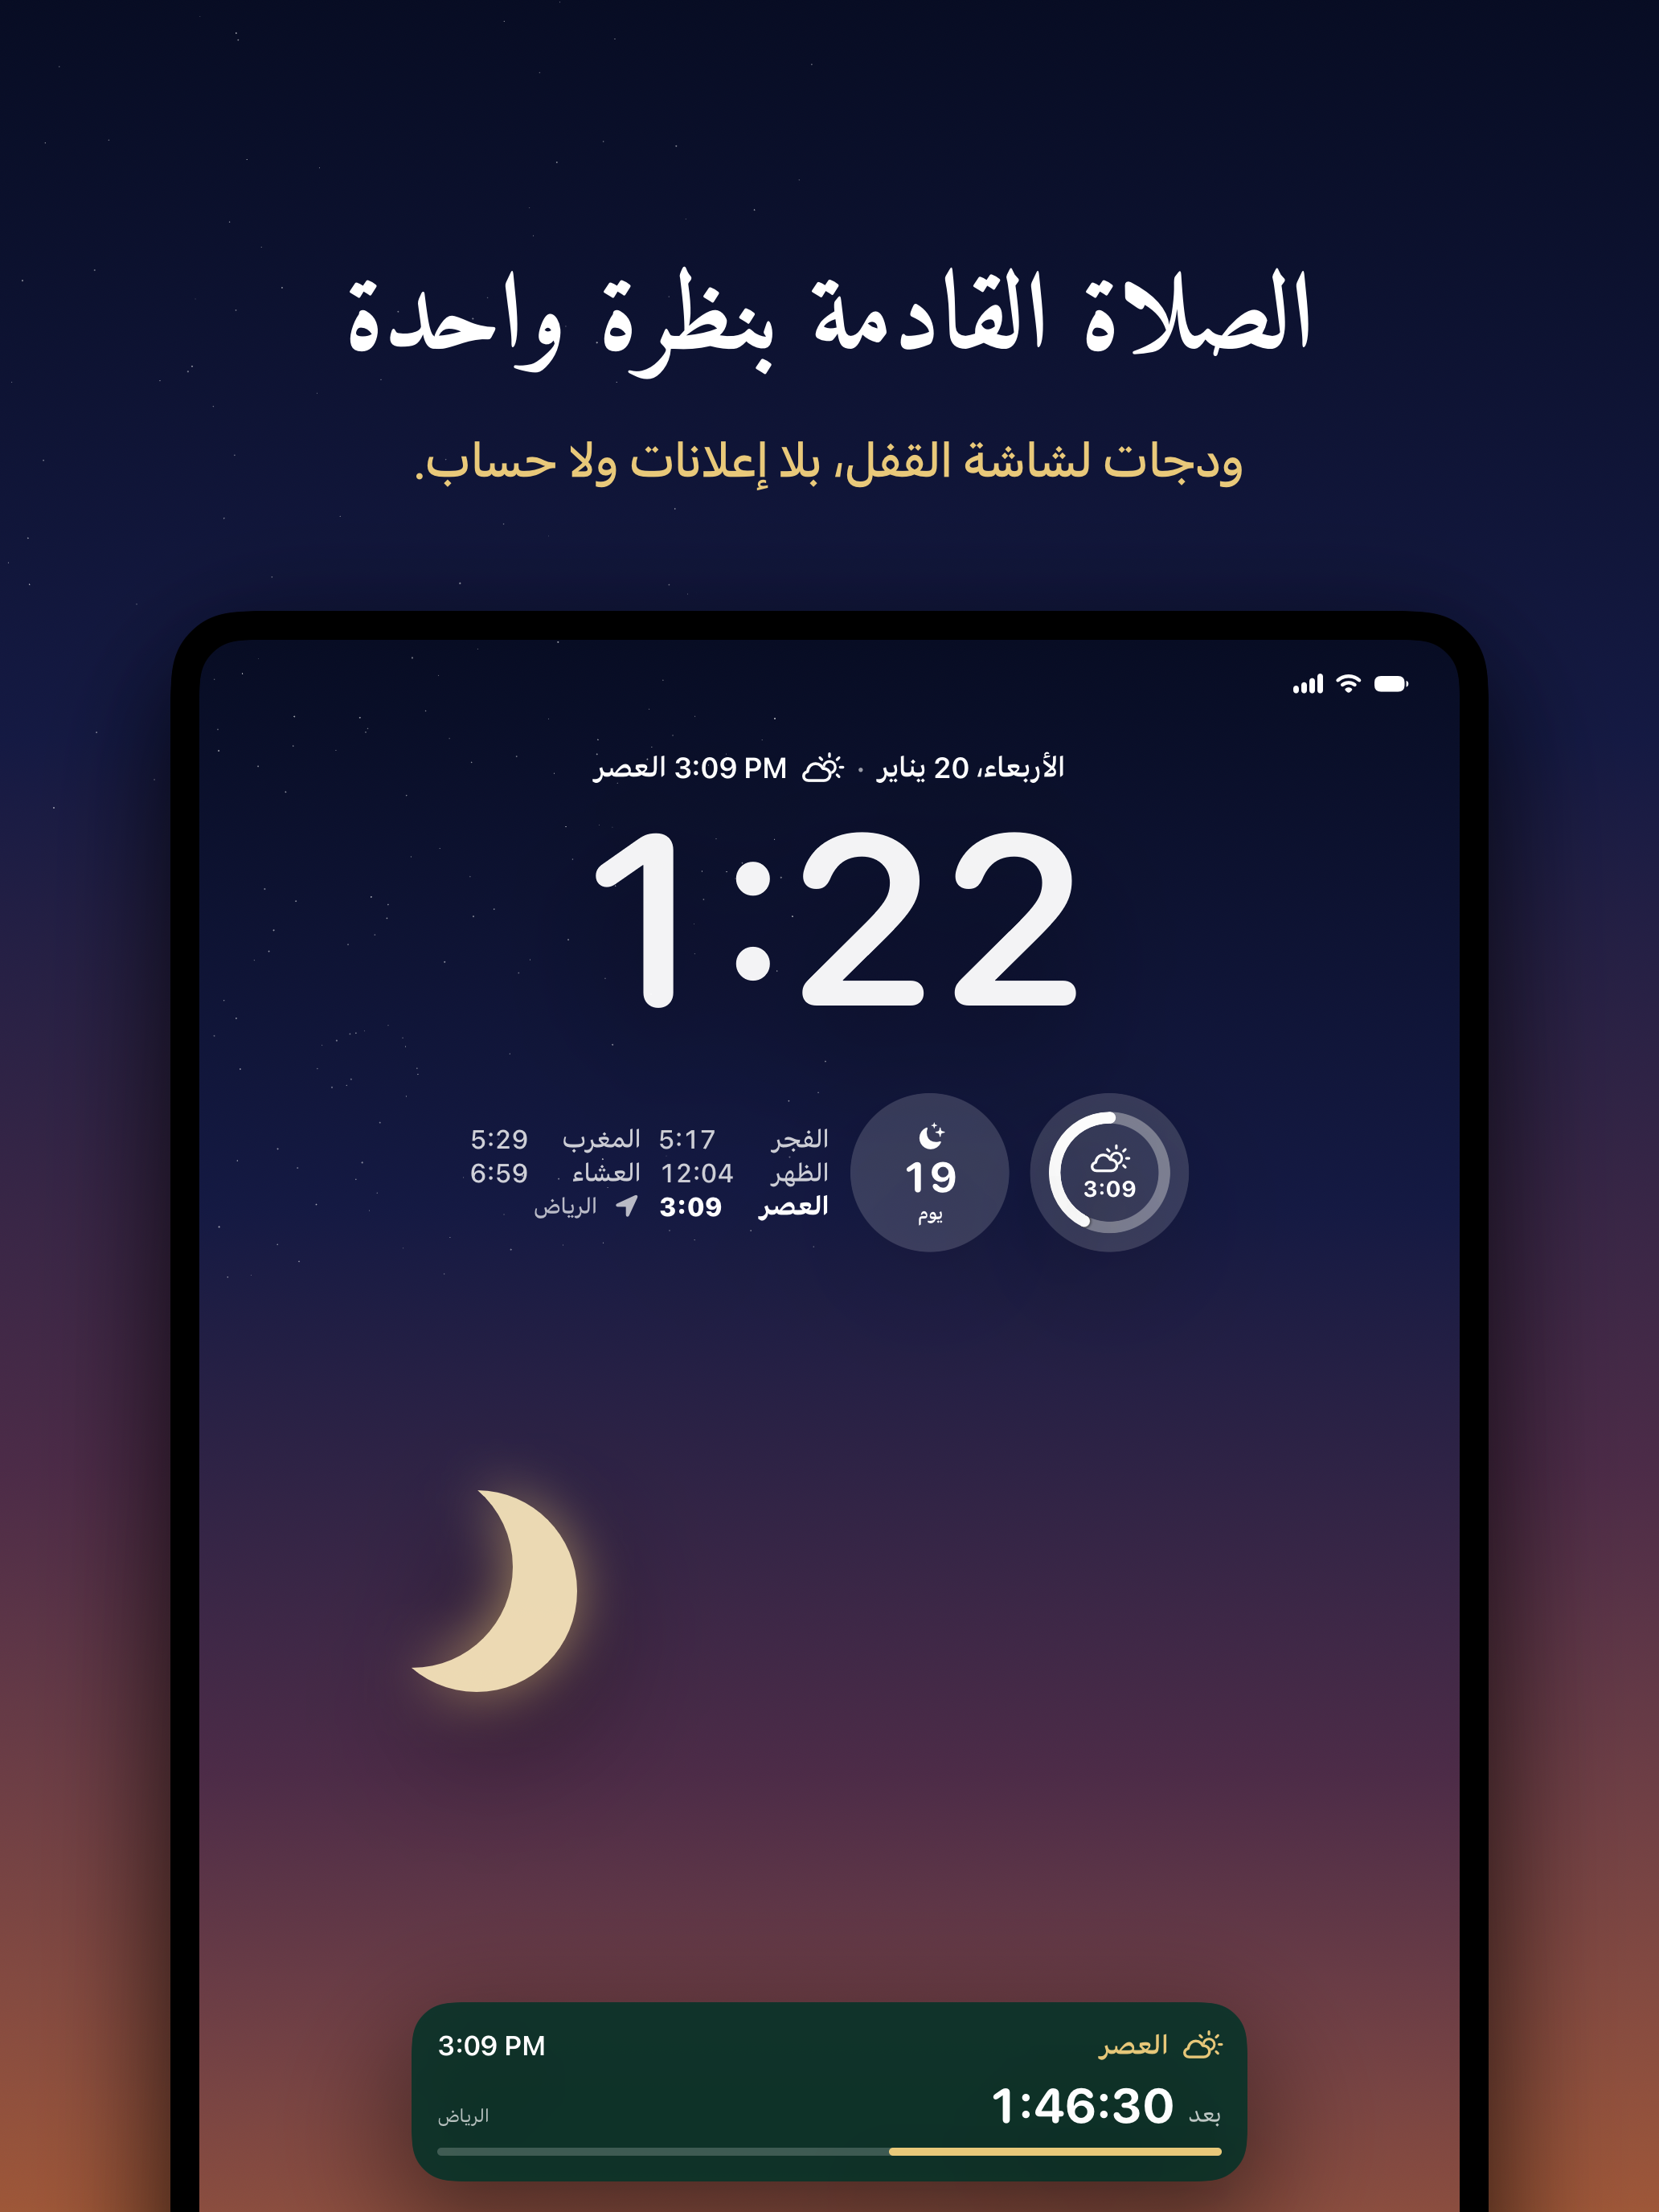 الصلاة القادمة بنظرة واحدة
ودجات لشاشة القفل، بلا إعلانات ولا حساب.
الأربعاء، 20 يناير · 3:09 PM العصر
1:22
3:09
19
يوم
الفجر 5:17 المغرب 5:29
الظهر 12:04 العشاء 6:59
العصر 3:09 الرياض
العصر 3:09 PM
بعد 1:46:30 الرياض